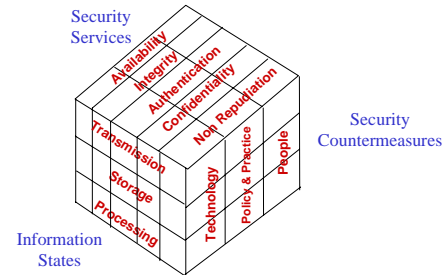 Security
Services
Availability
Integrity
Authentication
Confidentiality
Non Repudiation
Transmission
Storage
Processing
Technology
Policy & Practice
People
Security
Countermeasures
Information
States